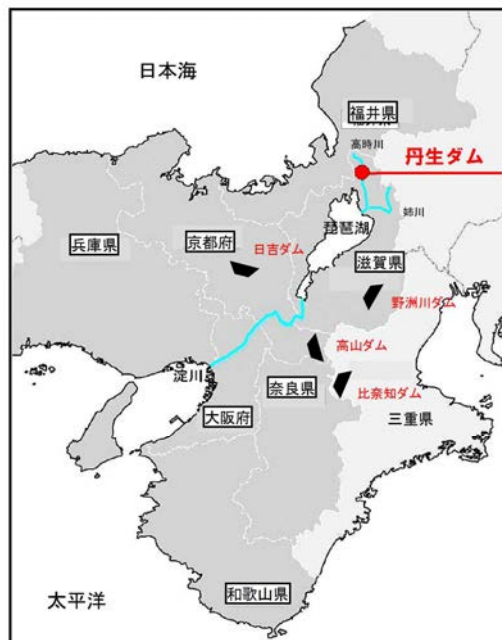 日本海
福井県
高時川
丹生ダム
姉川
琵琶湖
兵庫県
京都府
日吉ダム
滋賀県
野洲川ダム
高山ダム
淀川
奈良県
比奈知ダム
大阪府
三重県
和歌山県
太平洋